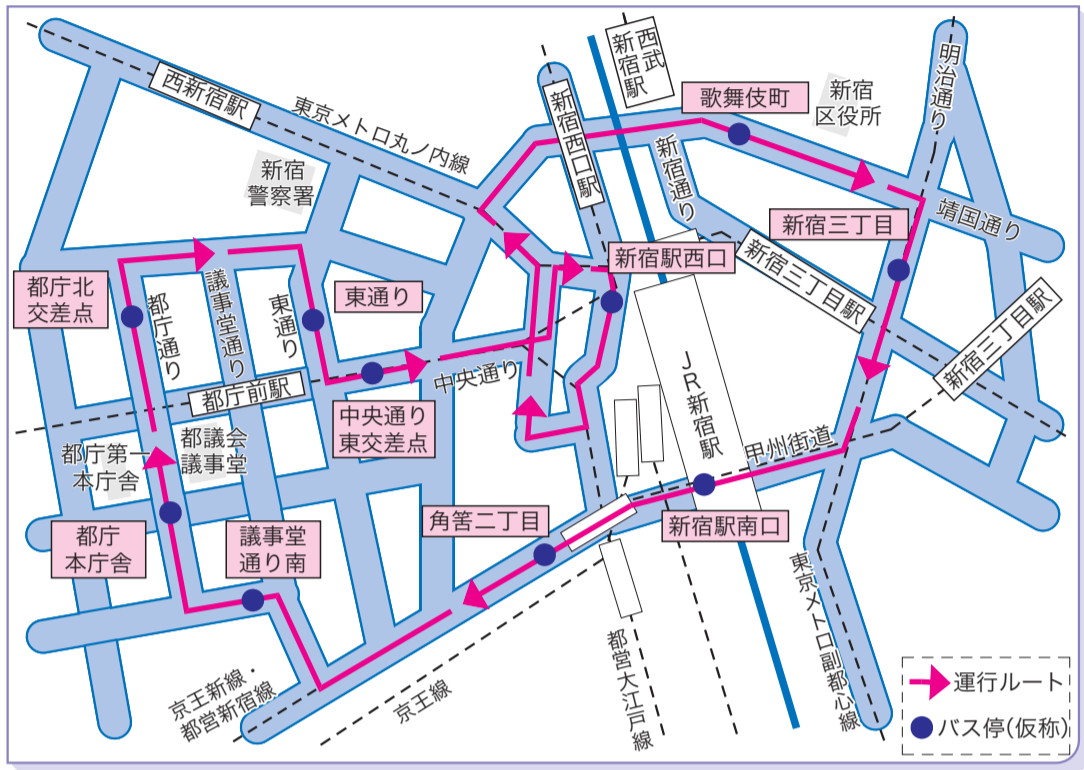 西武
新宿駅
歌舞伎町
新宿
区役所
明治通り
西新宿駅
東京メトロ丸ノ内線
新宿西口駅
新宿通り
新宿
警察署
新宿三丁目
靖国通り
新宿駅西口
新宿三丁目駅
新宿三丁目駅
都庁北
交差点
都庁通り
議事堂通り
東通り
東通り
都庁前駅
中央通り
中央通り
東交差点
JR新宿駅
甲州街道
都庁第一
本庁舎
都議会
議事堂
都庁
本庁舎
議事堂
通り南
角筈二丁目
新宿駅南口
東京メトロ副都心線
都営大江戸線
京王新線・
都営新宿線
京王線
運行ルート
バス停(仮称)